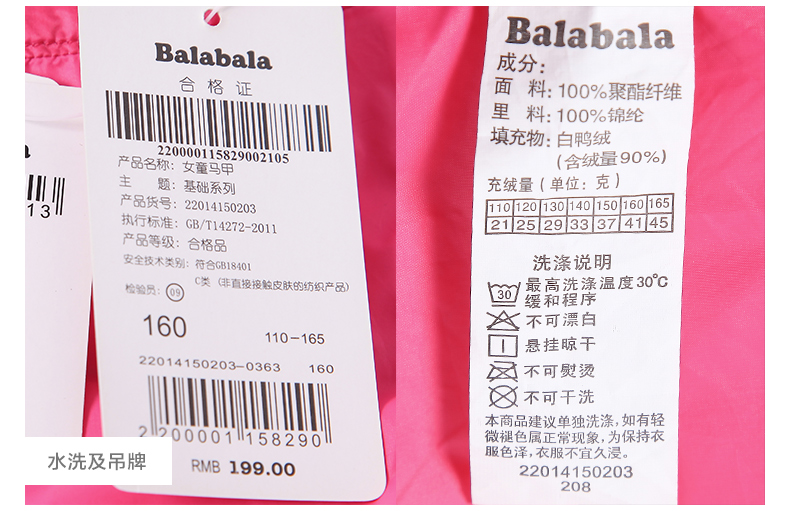 Balabala
合格证
220000115829002105
产品名称: 女童马甲
主 题: 基础系列
产品货号: 22014150203
执行标准: GB/T14272-2011
产品等级: 合格品
安全技术类别: 符合GB18401
C类 (非直接接触皮肤的纺织产品)
检验员: 09
160
110-165
22014150203-0363 160
2 200001 158290
RMB 199.00
a
13
水洗及吊牌
Balabala
成分:
面 料: 100%聚酯纤维
里 料: 100%锦纶
填充物: 白鸭绒
(含绒量90%)
充绒量 (单位: 克)
110 120 130 140 150 160 165
21 25 29 33 37 41 45
洗涤说明
30 最高洗涤温度30℃
缓和程序
不可漂白
悬挂晾干
不可熨烫
不可干洗
本商品建议单独洗涤, 如有轻
微褪色属正常现象, 为保持衣
服色泽, 衣服不宜久浸。
22014150203
208